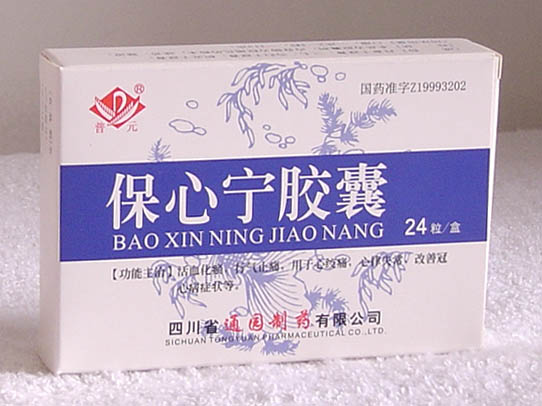 ®
普 元
国药准字Z19993202
保心宁胶囊
BAO XIN NING JIAO NANG
24粒/盒
【功能主治】活血化瘀，行气止痛，用于心绞痛，心律失常，改善冠
心病症状等。
四川省通园制药有限公司
SICHUAN TONGYUAN PHARMACEUTICAL CO.,LTD.